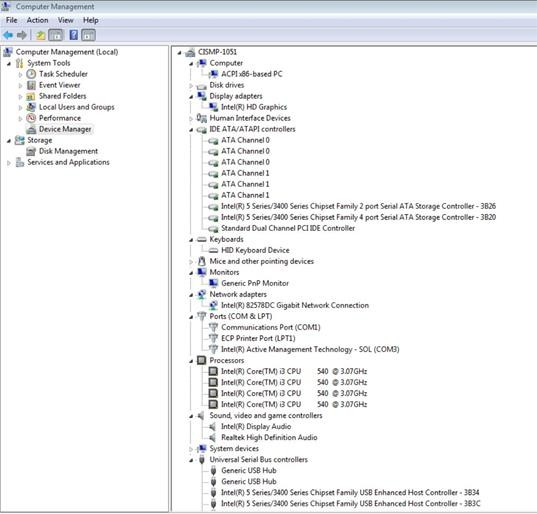 Computer Management
File Action View Help
Computer Management (Local)
System Tools
Task Scheduler
Event Viewer
Shared Folders
Local Users and Groups
Performance
Device Manager
Storage
Disk Management
Services and Applications
CISMP-1051
Computer
ACPI x86-based PC
Disk drives
Display adapters
Intel(R) HD Graphics
Human Interface Devices
IDE ATA/ATAPI controllers
ATA Channel 0
ATA Channel 0
ATA Channel 0
ATA Channel 1
ATA Channel 1
ATA Channel 1
Intel(R) 5 Series/3400 Series Chipset Family 2 port Serial ATA Storage Controller - 3B26
Intel(R) 5 Series/3400 Series Chipset Family 4 port Serial ATA Storage Controller - 3B20
Standard Dual Channel PCI IDE Controller
Keyboards
HID Keyboard Device
Mice and other pointing devices
Monitors
Generic PnP Monitor
Network adapters
Intel(R) 82578DC Gigabit Network Connection
Ports (COM & LPT)
Communications Port (COM1)
ECP Printer Port (LPT1)
Intel(R) Active Management Technology - SOL (COM3)
Processors
Intel(R) Core(TM) i3 CPU 540 @ 3.07GHz
Intel(R) Core(TM) i3 CPU 540 @ 3.07GHz
Intel(R) Core(TM) i3 CPU 540 @ 3.07GHz
Intel(R) Core(TM) i3 CPU 540 @ 3.07GHz
Sound, video and game controllers
Intel(R) Display Audio
Realtek High Definition Audio
System devices
Universal Serial Bus controllers
Generic USB Hub
Generic USB Hub
Intel(R) 5 Series/3400 Series Chipset Family USB Enhanced Host Controller - 3B34
Intel(R) 5 Series/3400 Series Chipset Family USB Enhanced Host Controller - 3B3C